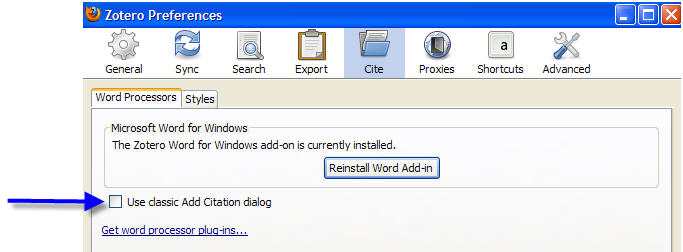 Zotero Preferences
General Sync Search Export Cite Proxies a Shortcuts Advanced
Word Processors Styles
Microsoft Word for Windows
The Zotero Word for Windows add-on is currently installed.
Reinstall Word Add-in
Use classic Add Citation dialog
Get word processor plug-ins...